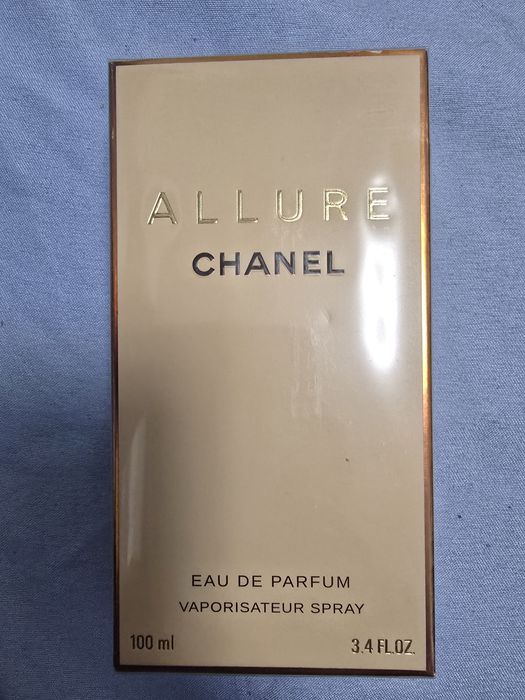 ALLURE
CHANEL
EAU DE PARFUM
VAPORISATEUR SPRAY
100 ml 3.4 FL.OZ.